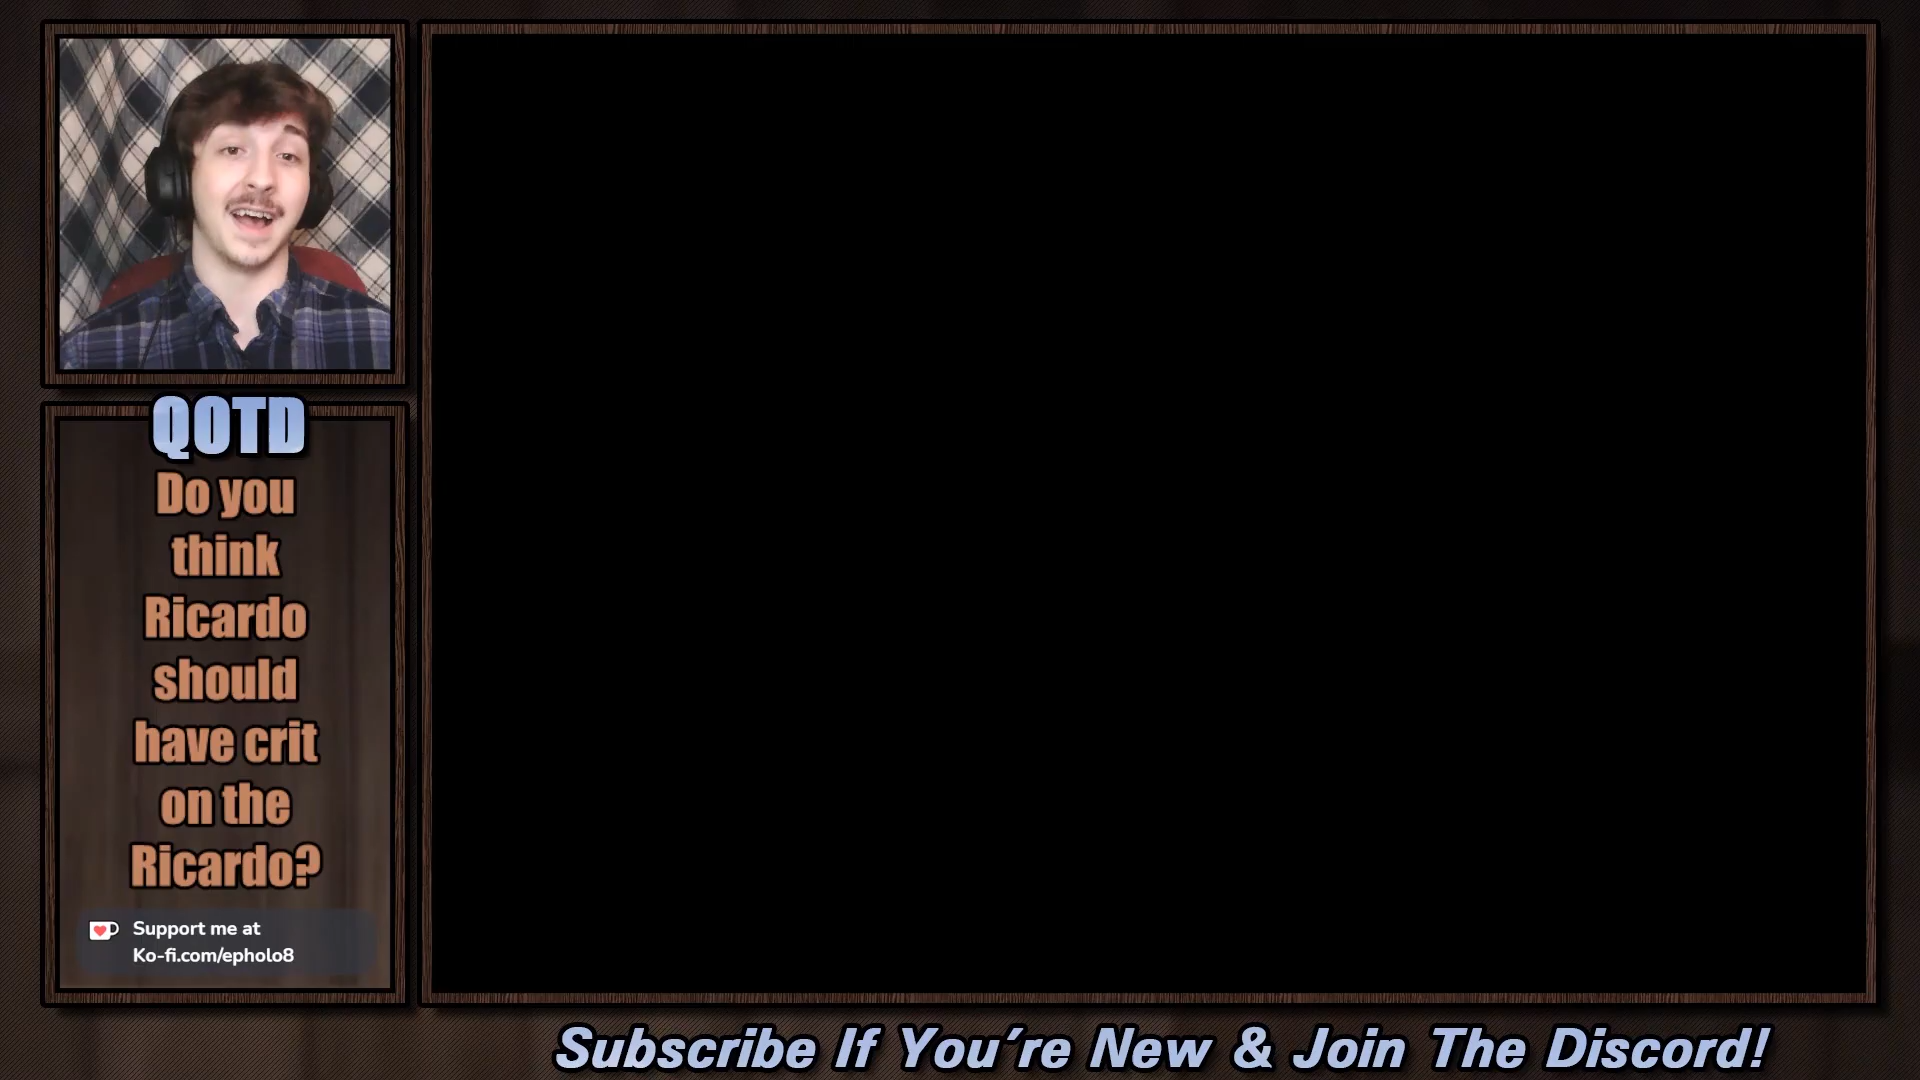 QOTD
Do you
think
Ricardo
should
have crit
on the
Ricardo?
Support me at
Ko-fi.com/epholo8
Subscribe If You're New & Join The Discord!